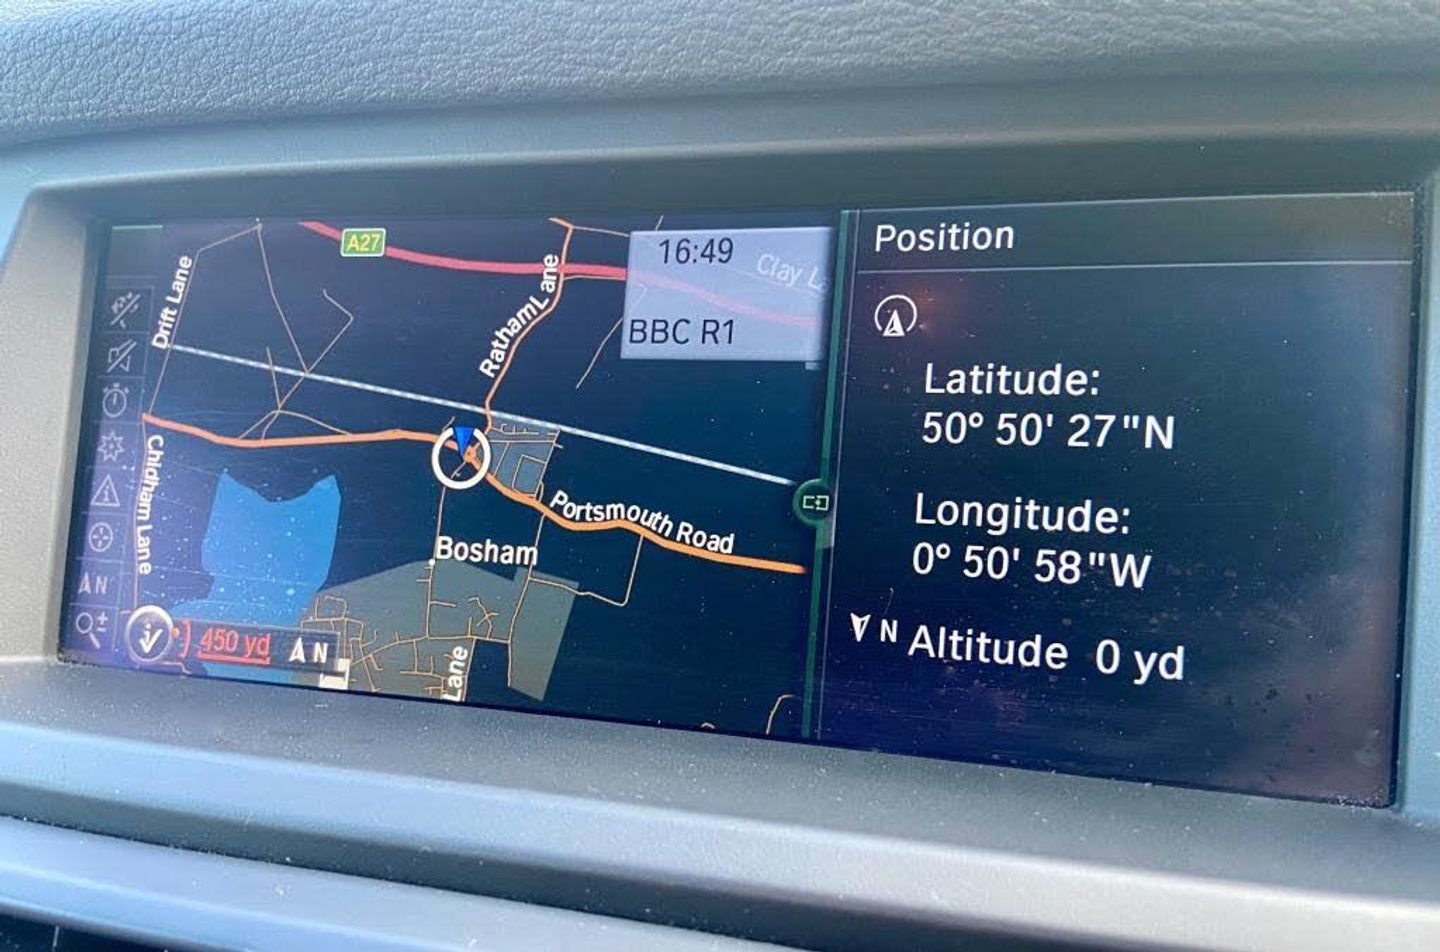 A27
16:49
Clay L
BBC R1
Drift Lane
Ratham Lane
Chidham Lane
Portsmouth Road
Bosham
Lane
N
450 yd
N
Position
Latitude:
50° 50' 27"N
Longitude:
0° 50' 58"W
N Altitude 0 yd